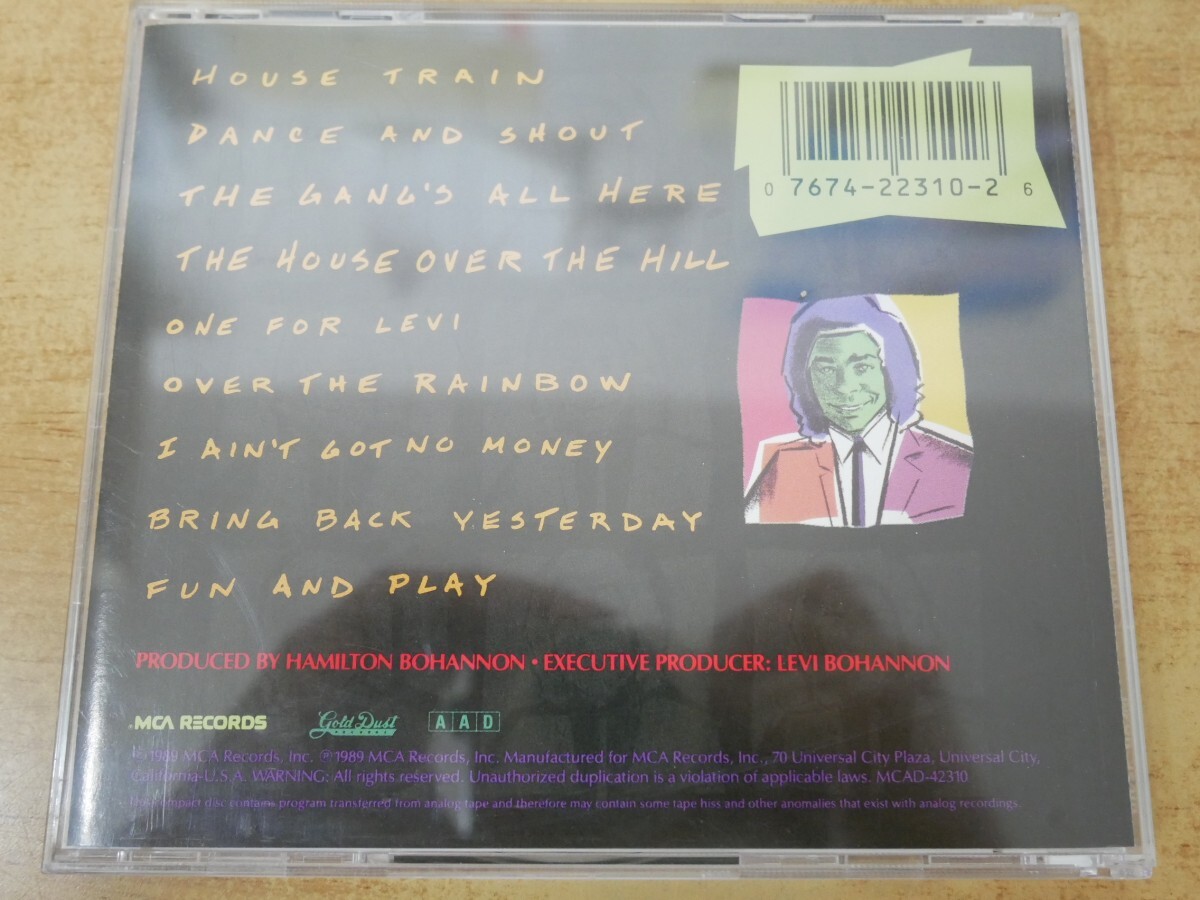 HOUSE TRAIN
DANCE AND SHOUT
THE GANG'S ALL HERE
THE HOUSE OVER THE HILL
ONE FOR LEVI
OVER THE RAINBOW
I AIN'T GOT NO MONEY
BRING BACK YESTERDAY
FUN AND PLAY
0 7674-22310-2 6
PRODUCED BY HAMILTON BOHANNON • EXECUTIVE PRODUCER: LEVI BOHANNON
MCA RECORDS
Gold Dust
RECORDS
A A D
© 1989 MCA Records, Inc. ℗ 1989 MCA Records, Inc. Manufactured for MCA Records, Inc., 70 Universal City Plaza, Universal City,
California-U.S.A. WARNING: All rights reserved. Unauthorized duplication is a violation of applicable laws. MCAD-42310
This compact disc contains program transferred from analog tape and therefore may contain some tape hiss and other anomalies that exist with analog recordings.